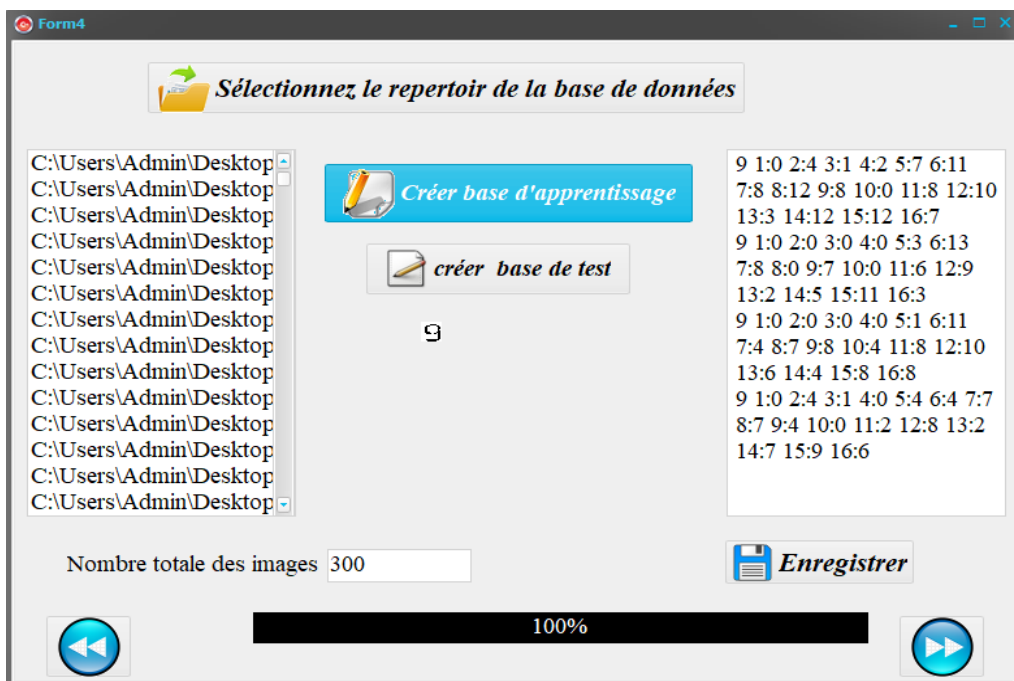 Form4
Sélectionnez le repertoir de la base de données
C:\Users\Admin\Desktop
C:\Users\Admin\Desktop
C:\Users\Admin\Desktop
C:\Users\Admin\Desktop
C:\Users\Admin\Desktop
C:\Users\Admin\Desktop
C:\Users\Admin\Desktop
C:\Users\Admin\Desktop
C:\Users\Admin\Desktop
C:\Users\Admin\Desktop
C:\Users\Admin\Desktop
C:\Users\Admin\Desktop
C:\Users\Admin\Desktop
C:\Users\Admin\Desktop
Créer base d'apprentissage
créer base de test
9
9 1:0 2:4 3:1 4:2 5:7 6:11
7:8 8:12 9:8 10:0 11:8 12:10
13:3 14:12 15:12 16:7
9 1:0 2:0 3:0 4:0 5:3 6:13
7:8 8:0 9:7 10:0 11:6 12:9
13:2 14:5 15:11 16:3
9 1:0 2:0 3:0 4:0 5:1 6:11
7:4 8:7 9:8 10:4 11:8 12:10
13:6 14:4 15:8 16:8
9 1:0 2:4 3:1 4:0 5:4 6:4 7:7
8:7 9:4 10:0 11:2 12:8 13:2
14:7 15:9 16:6
Nombre totale des images 300
Enregistrer
100%